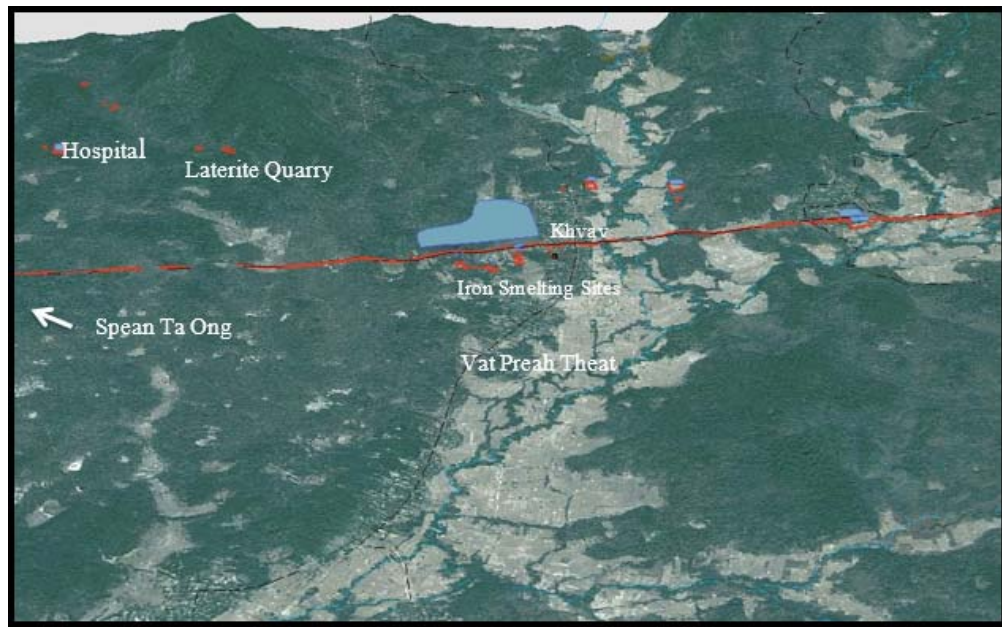 Hospital
Laterite Quarry
Khvav
Iron Smelting Sites
Spean Ta Ong
Vat Preah Theat